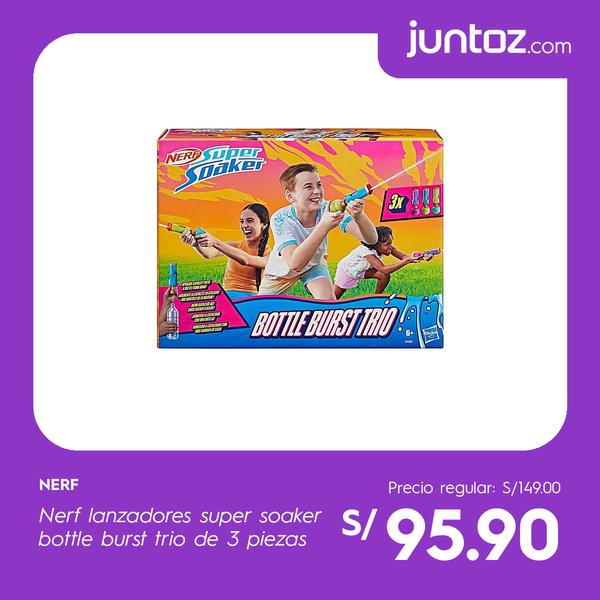 juntoz.com
NERF Super
Soaker
3x
BOTTLE BURST TRIO
6+
Hasbro
NERF
Nerf lanzadores super soaker
bottle burst trio de 3 piezas
Precio regular: S/149.00
S/ 95.90